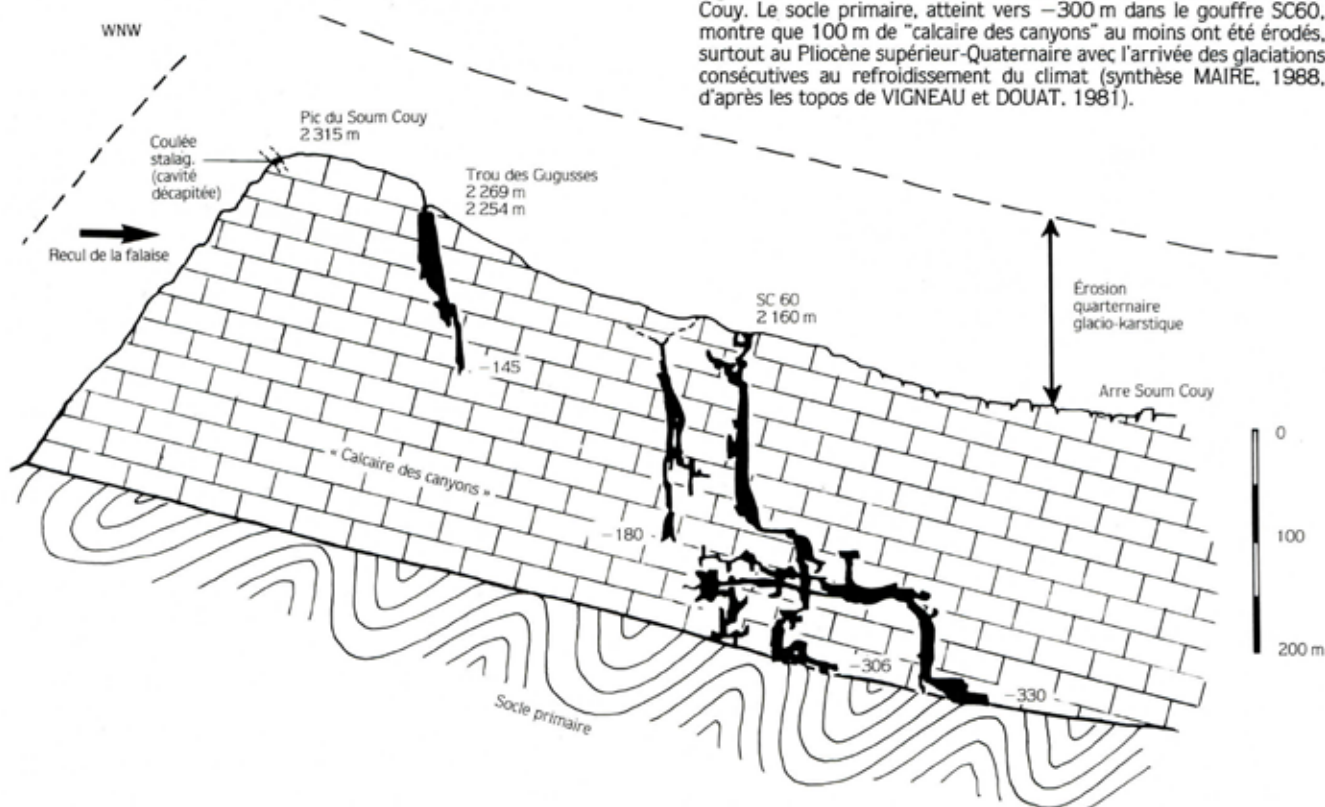 Couy. Le socle primaire, atteint vers −300 m dans le gouffre SC60,
montre que 100 m de "calcaire des canyons" au moins ont été érodés,
surtout au Pliocène supérieur-Quaternaire avec l'arrivée des glaciations
consécutives au refroidissement du climat (synthèse MAIRE, 1988,
d'après les topos de VIGNEAU et DOUAT. 1981).
WNW
Pic du Soum Couy
2 315 m
Coulée
stalag.
(cavité
décapitée)
Trou des Gugusses
2 269 m
2 254 m
Recul de la falaise
SC 60
2 160 m
Érosion
quarternaire
glacio-karstique
−145
Arre Soum Couy
0
« Calcaire des canyons »
−180
100
−306
200 m
−330
Socle primaire